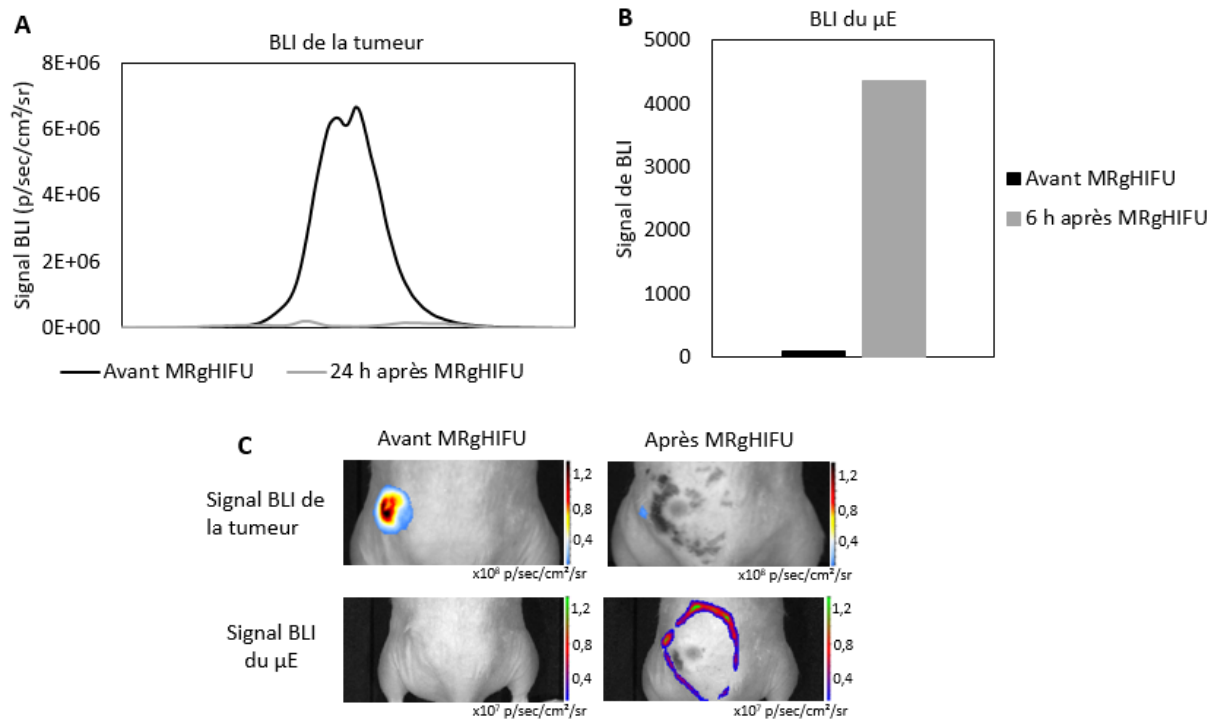 A
BLI de la tumeur
Signal BLI (p/sec/cm²/sr)
8E+06
6E+06
4E+06
2E+06
0E+00
Avant MRgHIFU
24 h après MRgHIFU
B
BLI du µE
Signal de BLI
5000
4000
3000
2000
1000
0
Avant MRgHIFU
6 h après MRgHIFU
C
Avant MRgHIFU
Après MRgHIFU
Signal BLI de
la tumeur
1,2
0,8
0,4
x10⁶ p/sec/cm²/sr
1,2
0,8
0,4
x10⁶ p/sec/cm²/sr
Signal BLI
du µE
1,2
0,8
0,4
x10⁷ p/sec/cm²/sr
1,2
0,8
0,4
x10⁷ p/sec/cm²/sr